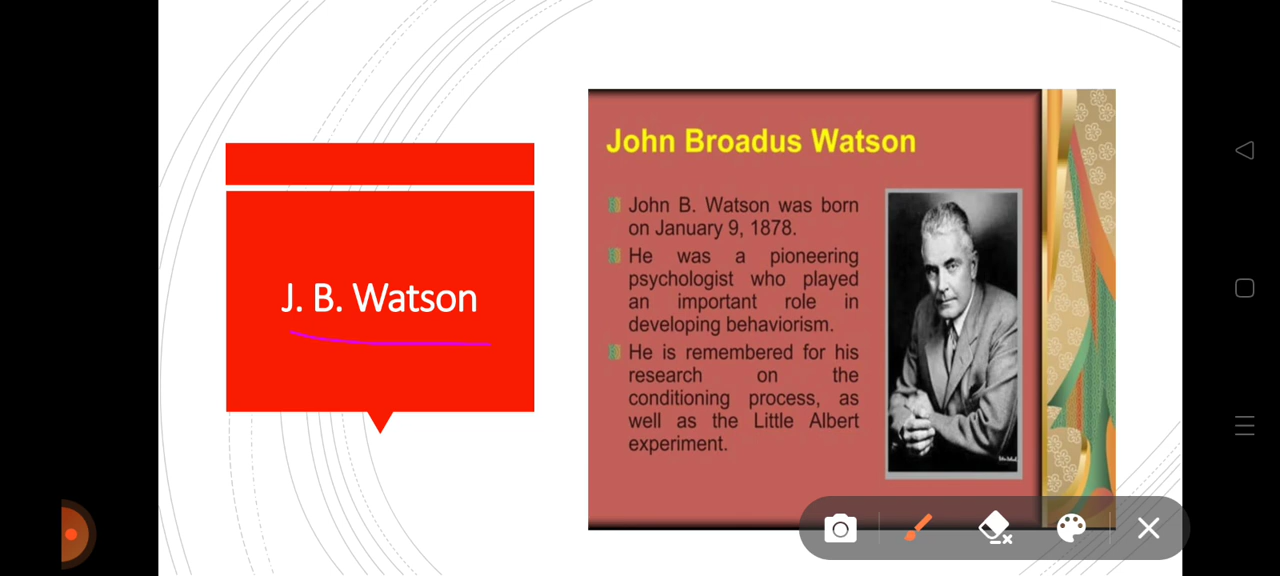 J. B. Watson
John Broadus Watson
John B. Watson was born
on January 9, 1878.
He was a pioneering
psychologist who played
an important role in
developing behaviorism.
He is remembered for his
research on the
conditioning process, as
well as the Little Albert
experiment.